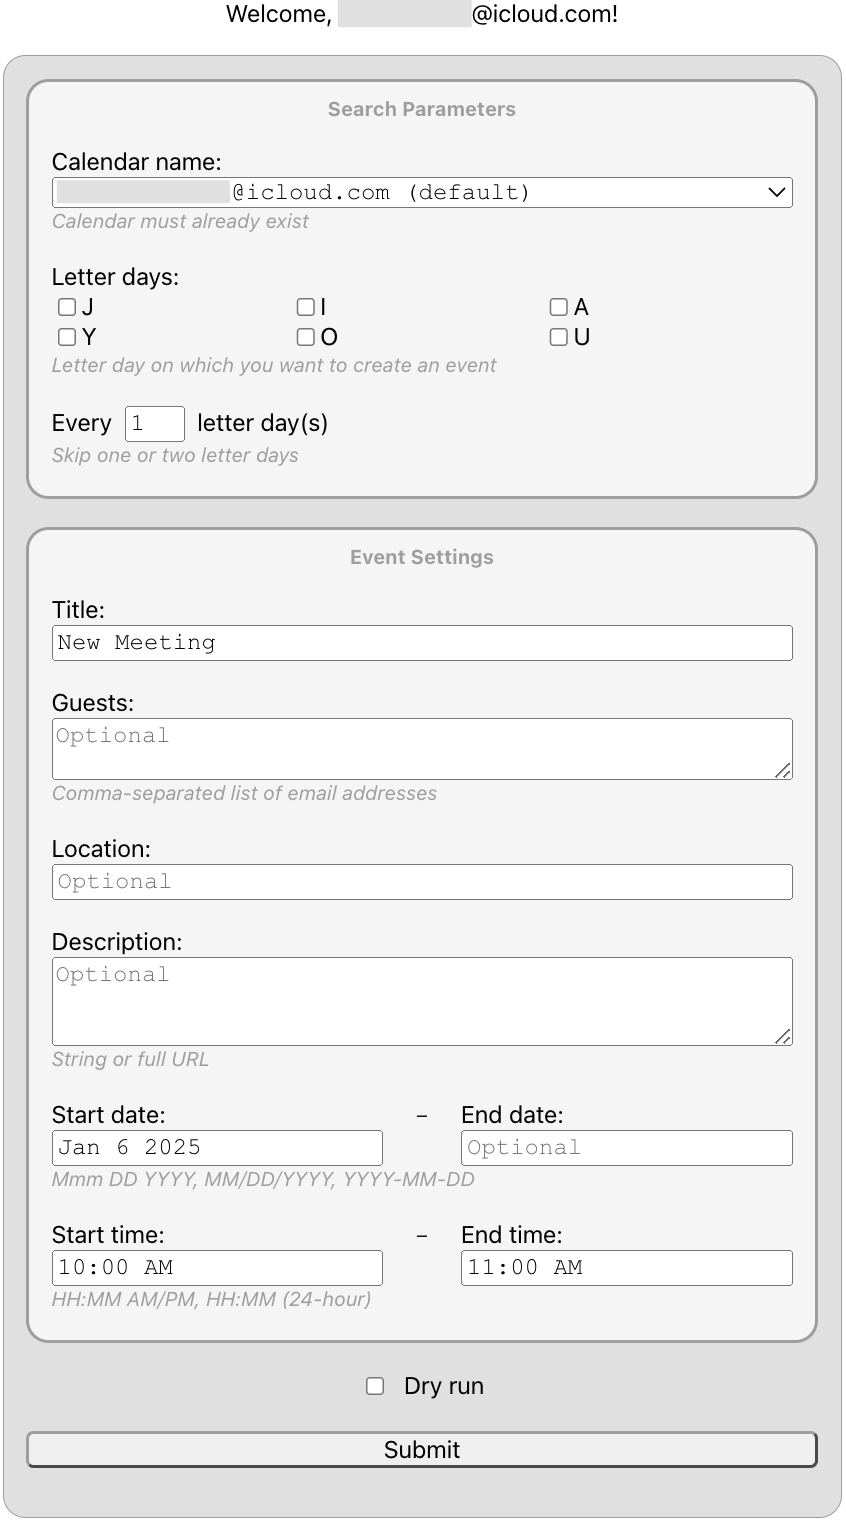 Welcome, @icloud.com!
Search Parameters
Calendar name:
@icloud.com (default)
Calendar must already exist
Letter days:
J I A
Y O U
Letter day on which you want to create an event
Every 1 letter day(s)
Skip one or two letter days
Event Settings
Title:
New Meeting
Guests:
Optional
Comma-separated list of email addresses
Location:
Optional
Description:
Optional
String or full URL
Start date: – End date:
Jan 6 2025 Optional
Mmm DD YYYY, MM/DD/YYYY, YYYY-MM-DD
Start time: – End time:
10:00 AM 11:00 AM
HH:MM AM/PM, HH:MM (24-hour)
Dry run
Submit